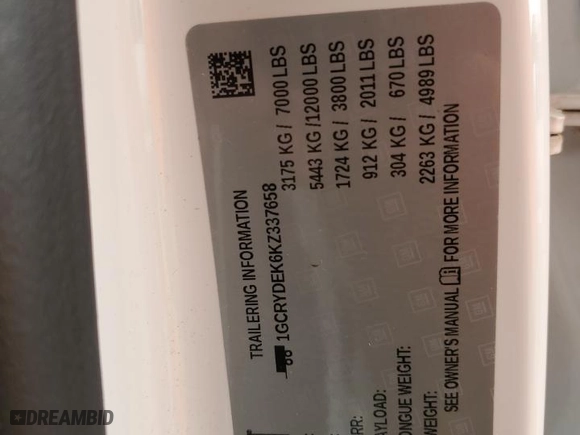 TRAILERING INFORMATION
1GCRYDEK6KZ337658
3175 KG / 7000 LBS
5443 KG /12000 LBS
1724 KG / 3800 LBS
912 KG / 2011 LBS
304 KG / 670 LBS
2263 KG / 4989 LBS
RR:
AYLOAD:
ONGUE WEIGHT:
WEIGHT:
SEE OWNER'S MANUAL FOR MORE INFORMATION
DREAMBID